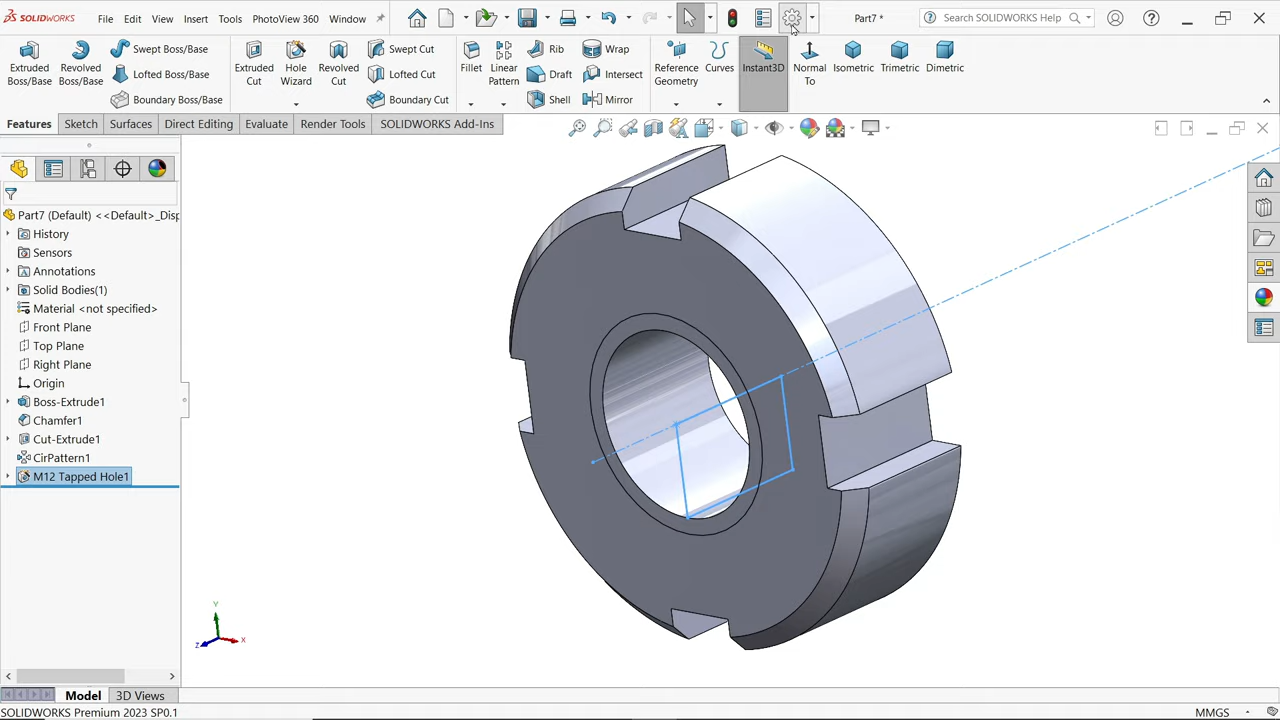 SOLIDWORKS File Edit View Insert Tools PhotoView 360 Window Part7 * Search SOLIDWORKS Help
Extruded Boss/Base
Revolved Boss/Base
Swept Boss/Base
Lofted Boss/Base
Boundary Boss/Base
Extruded Cut
Hole Wizard
Revolved Cut
Swept Cut
Lofted Cut
Boundary Cut
Fillet
Linear Pattern
Rib
Draft
Shell
Wrap
Intersect
Mirror
Reference Geometry
Curves
Instant3D
Normal To
Isometric
Trimetric
Dimetric
Features Sketch Surfaces Direct Editing Evaluate Render Tools SOLIDWORKS Add-Ins
Part7 (Default) <<Default>_Disp
History
Sensors
Annotations
Solid Bodies(1)
Material <not specified>
Front Plane
Top Plane
Right Plane
Origin
Boss-Extrude1
Chamfer1
Cut-Extrude1
CirPattern1
M12 Tapped Hole1
Y
X
Z
Model 3D Views
SOLIDWORKS Premium 2023 SP0.1 MMGS